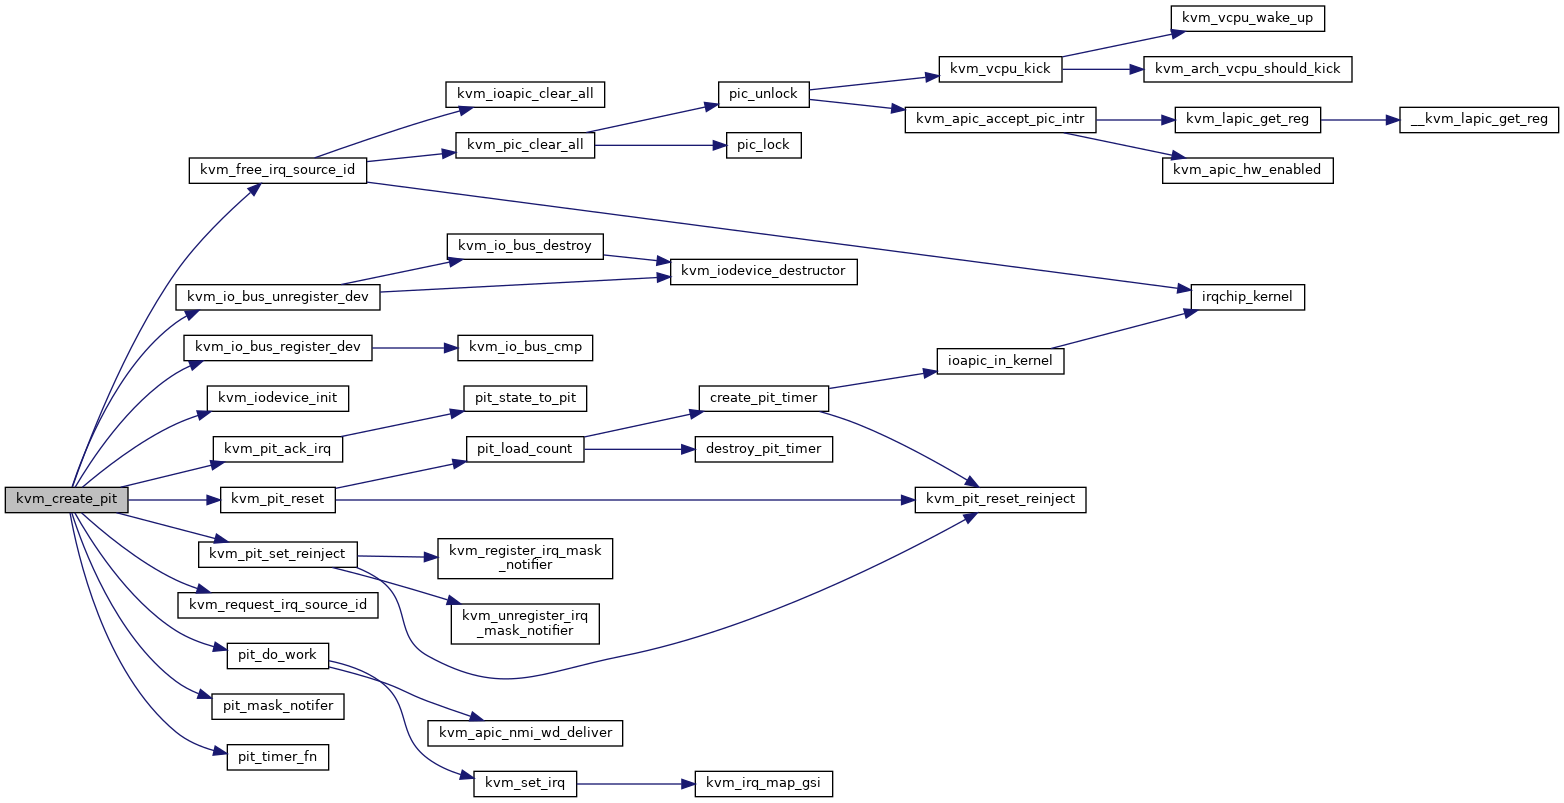 kvm_vcpu_wake_up
kvm_vcpu_kick
kvm_arch_vcpu_should_kick
kvm_ioapic_clear_all
pic_unlock
kvm_apic_accept_pic_intr
kvm_lapic_get_reg
__kvm_lapic_get_reg
kvm_pic_clear_all
pic_lock
kvm_free_irq_source_id
kvm_apic_hw_enabled
kvm_io_bus_destroy
kvm_iodevice_destructor
kvm_io_bus_unregister_dev
irqchip_kernel
kvm_io_bus_register_dev
kvm_io_bus_cmp
ioapic_in_kernel
kvm_iodevice_init
pit_state_to_pit
create_pit_timer
kvm_pit_ack_irq
pit_load_count
destroy_pit_timer
kvm_create_pit
kvm_pit_reset
kvm_pit_reset_reinject
kvm_pit_set_reinject
kvm_register_irq_mask
_notifier
kvm_request_irq_source_id
kvm_unregister_irq
_mask_notifier
pit_do_work
pit_mask_notifer
kvm_apic_nmi_wd_deliver
pit_timer_fn
kvm_set_irq
kvm_irq_map_gsi